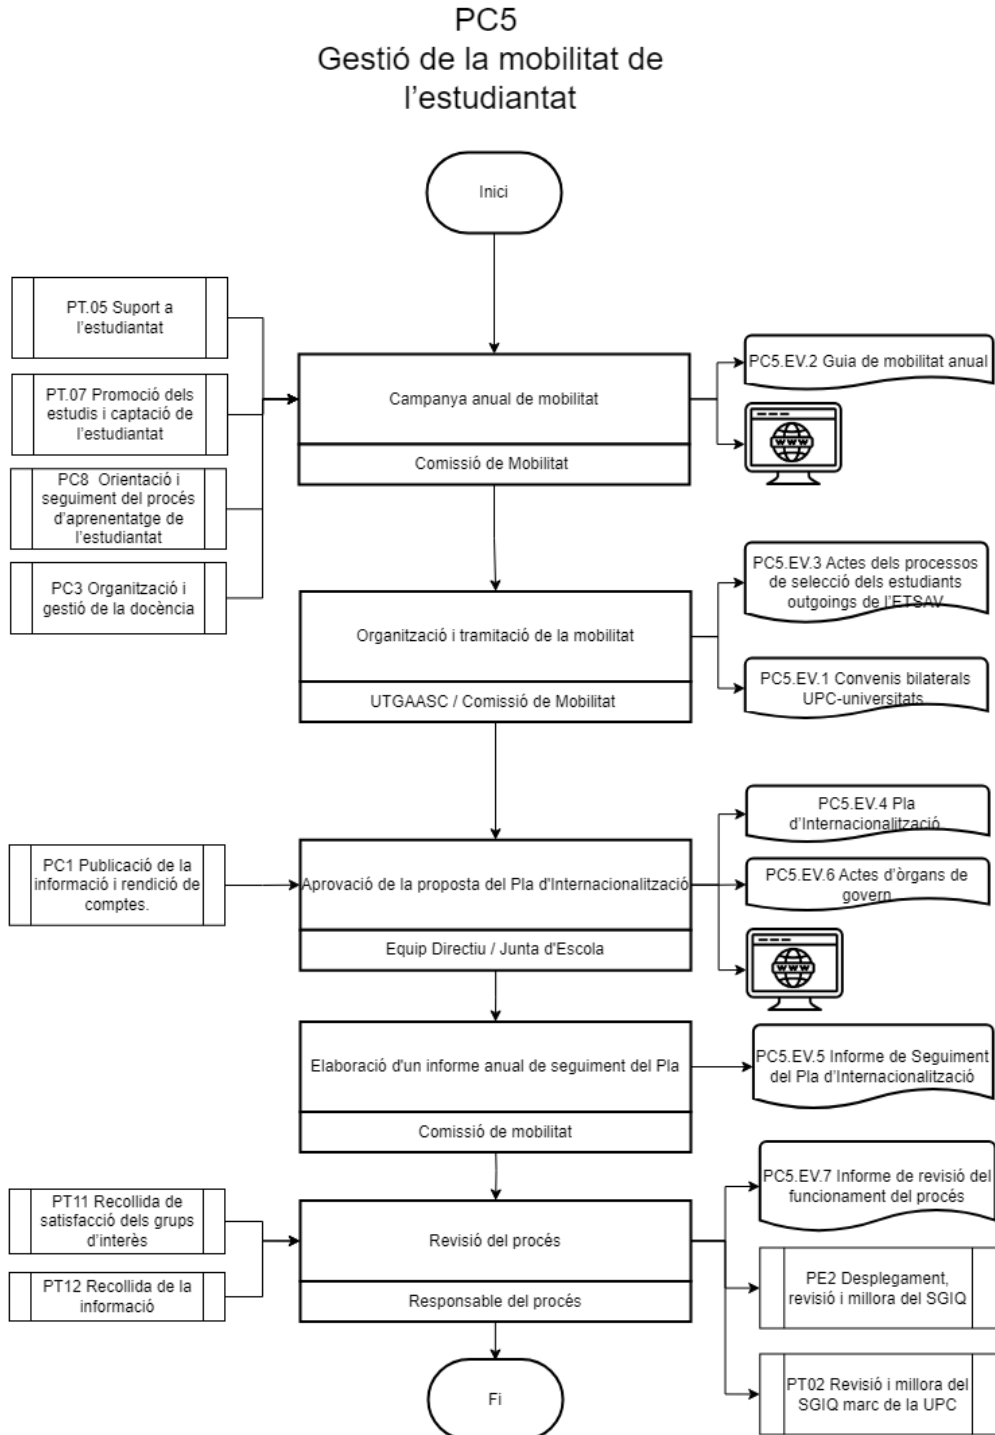 PC5
Gestió de la mobilitat de
l'estudiantat
Inici
PT.05 Suport a
l'estudiantat
PT.07 Promoció dels
estudis i captació de
l'estudiantat
PC8 Orientació i
seguiment del procés
d'aprenentatge de
l'estudiantat
PC3 Organització i
gestió de la docència
Campanya anual de mobilitat
Comissió de Mobilitat
PC5.EV.2 Guia de mobilitat anual
WWW
Organització i tramitació de la mobilitat
UTGAASC / Comissió de Mobilitat
PC5.EV.3 Actes dels processos
de selecció dels estudiants
outgoings de l'ETSAV
PC5.EV.1 Convenis bilaterals
UPC-universitats
PC1 Publicació de la
informació i rendició de
comptes.
Aprovació de la proposta del Pla d'Internacionalització
Equip Directiu / Junta d'Escola
PC5.EV.4 Pla
d'Internacionalització
PC5.EV.6 Actes d'òrgans de
govern
WWW
Elaboració d'un informe anual de seguiment del Pla
Comissió de mobilitat
PC5.EV.5 Informe de Seguiment
del Pla d'Internacionalització
PT11 Recollida de
satisfacció dels grups
d'interès
PT12 Recollida de la
informació
Revisió del procés
Responsable del procés
PC5.EV.7 Informe de revisió del
funcionament del procés
PE2 Desplegament,
revisió i millora del SGIQ
PT02 Revisió i millora del
SGIQ marc de la UPC
Fi